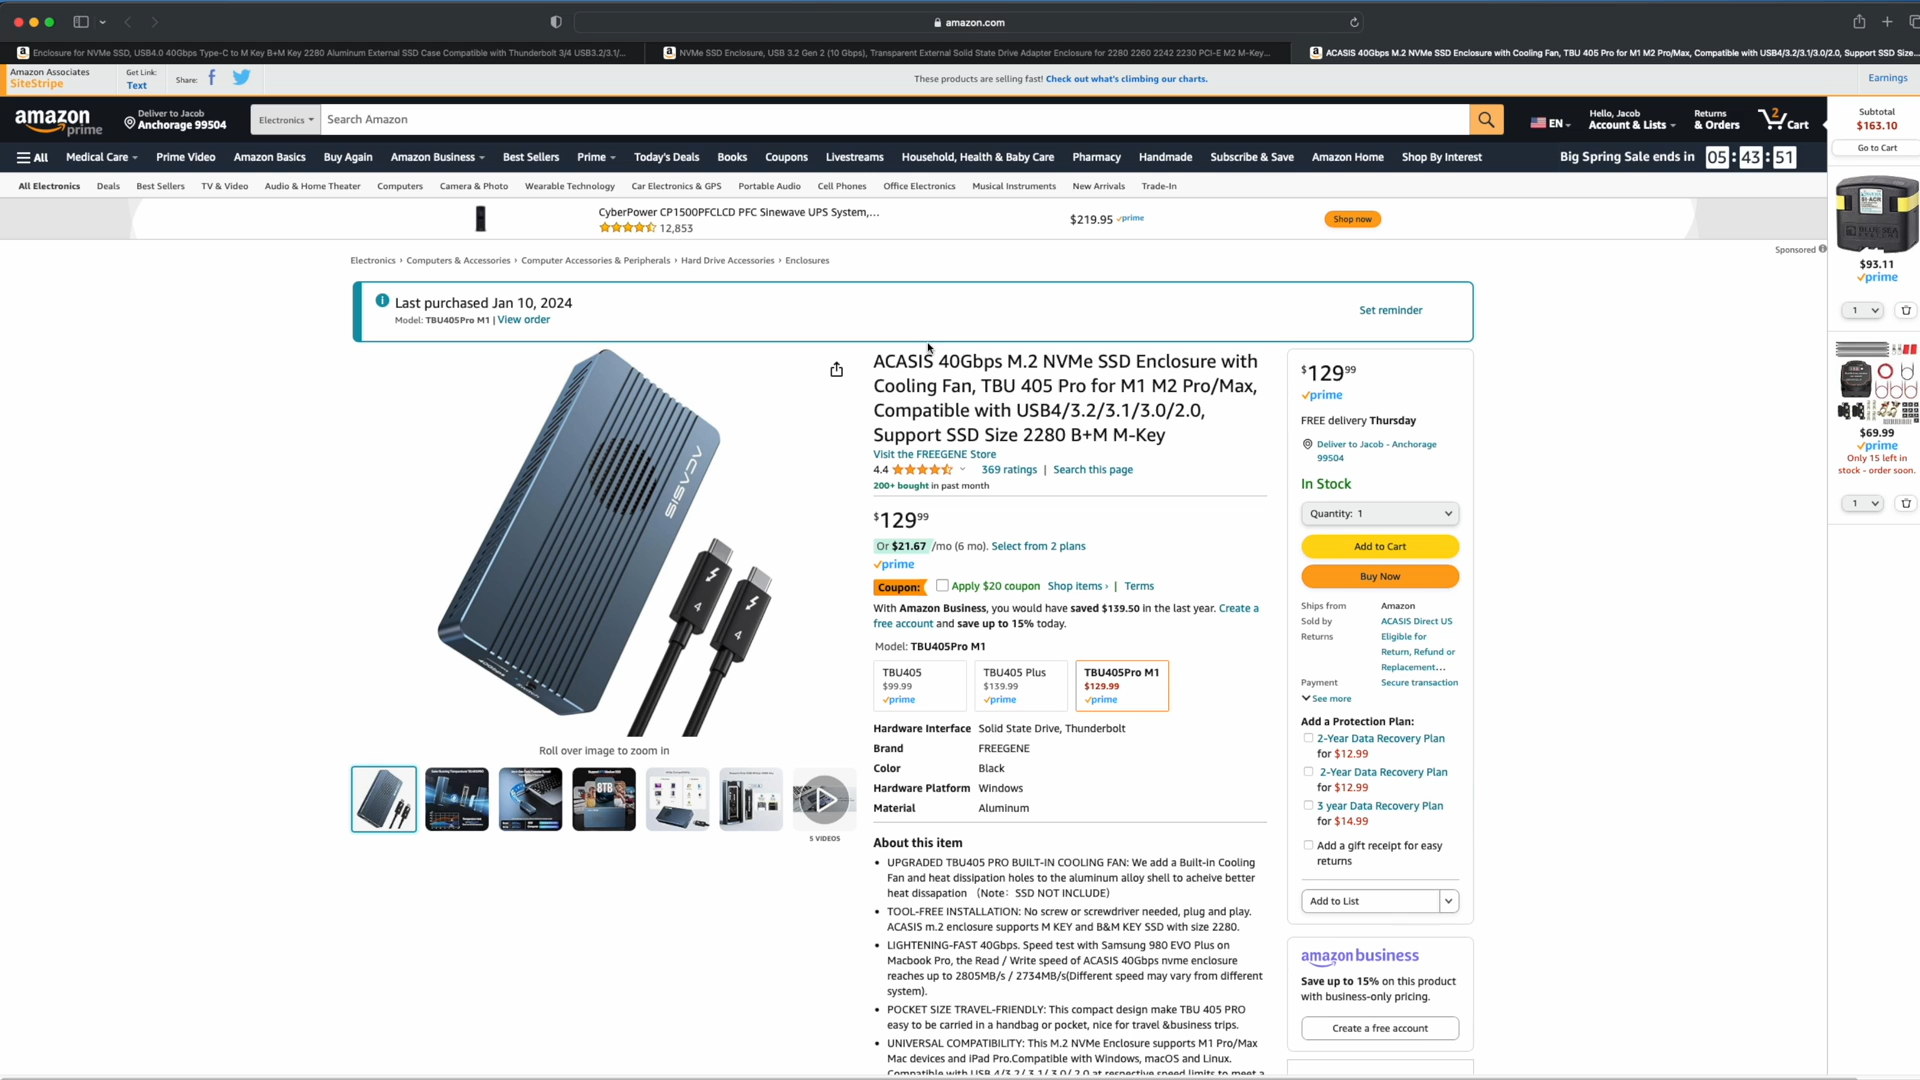 amazon.com
Enclosure for NVMe SSD, USB4.0 40Gbps Type-C to M Key B+M Key 2280 Aluminum External SSD Case Compatible with Thunderbolt 3/4 USB3.2/3.1/...
NVMe SSD Enclosure, USB 3.2 Gen 2 (10 Gbps), Transparent External Solid State Drive Adapter Enclosure for 2280 2260 2242 2230 PCI-E M2 M-Key...
ACASIS 40Gbps M.2 NVMe SSD Enclosure with Cooling Fan, TBU 405 Pro for M1 M2 Pro/Max, Compatible with USB4/3.2/3.1/3.0/2.0, Support SSD Size...
Amazon Associates
SiteStripe
Get Link:
Text
Share:
These products are selling fast! Check out what's climbing our charts.
Earnings
amazon
prime
Deliver to Jacob
Anchorage 99504
Electronics
Search Amazon
EN
Hello, Jacob
Account & Lists
Returns
& Orders
2
Cart
Subtotal
$163.10
Go to Cart
All
Medical Care
Prime Video
Amazon Basics
Buy Again
Amazon Business
Best Sellers
Prime
Today's Deals
Books
Coupons
Livestreams
Household, Health & Baby Care
Pharmacy
Handmade
Subscribe & Save
Amazon Home
Shop By Interest
Big Spring Sale ends in 05 : 43 : 51
All Electronics
Deals
Best Sellers
TV & Video
Audio & Home Theater
Computers
Camera & Photo
Wearable Technology
Car Electronics & GPS
Portable Audio
Cell Phones
Office Electronics
Musical Instruments
New Arrivals
Trade-In
CyberPower CP1500PFCLCD PFC Sinewave UPS System,...
12,853
$219.95 prime
Shop now
Sponsored
Electronics › Computers & Accessories › Computer Accessories & Peripherals › Hard Drive Accessories › Enclosures
Last purchased Jan 10, 2024
Model: TBU405Pro M1 | View order
Set reminder
ACASIS
40Gbps
4
4
Roll over image to zoom in
8TB
5 VIDEOS
ACASIS 40Gbps M.2 NVMe SSD Enclosure with
Cooling Fan, TBU 405 Pro for M1 M2 Pro/Max,
Compatible with USB4/3.2/3.1/3.0/2.0,
Support SSD Size 2280 B+M M-Key
Visit the FREEGENE Store
4.4
369 ratings | Search this page
200+ bought in past month
$129 99
Or $21.67 /mo (6 mo). Select from 2 plans
prime
Coupon: Apply $20 coupon Shop items › | Terms
With Amazon Business, you would have saved $139.50 in the last year. Create a
free account and save up to 15% today.
Model: TBU405Pro M1
TBU405
$99.99
prime
TBU405 Plus
$139.99
prime
TBU405Pro M1
$129.99
prime
Hardware Interface Solid State Drive, Thunderbolt
Brand FREEGENE
Color Black
Hardware Platform Windows
Material Aluminum
About this item
• UPGRADED TBU405 PRO BUILT-IN COOLING FAN: We add a Built-in Cooling
Fan and heat dissipation holes to the aluminum alloy shell to acheive better
heat dissapation （Note：SSD NOT INCLUDE)
• TOOL-FREE INSTALLATION: No screw or screwdriver needed, plug and play.
ACASIS m.2 enclosure supports M KEY and B&M KEY SSD with size 2280.
• LIGHTENING-FAST 40Gbps. Speed test with Samsung 980 EVO Plus on
Macbook Pro, the Read / Write speed of ACASIS 40Gbps nvme enclosure
reaches up to 2805MB/s / 2734MB/s(Different speed may vary from different
system).
• POCKET SIZE TRAVEL-FRIENDLY: This compact design make TBU 405 PRO
easy to be carried in a handbag or pocket, nice for travel &business trips.
• UNIVERSAL COMPATIBILITY: This M.2 NVMe Enclosure supports M1 Pro/Max
Mac devices and iPad Pro.Compatible with Windows, macOS and Linux.
Compatible with USB 4/3.2/ 3.1/ 3.0/ 2.0 at respective speed limits to meet a
$129 99
prime
FREE delivery Thursday
Deliver to Jacob - Anchorage
99504
In Stock
Quantity: 1
Add to Cart
Buy Now
Ships from Amazon
Sold by ACASIS Direct US
Returns Eligible for
Return, Refund or
Replacement...
Payment Secure transaction
See more
Add a Protection Plan:
2-Year Data Recovery Plan
for $12.99
2-Year Data Recovery Plan
for $12.99
3 year Data Recovery Plan
for $14.99
Add a gift receipt for easy
returns
Add to List
amazon business
Save up to 15% on this product
with business-only pricing.
Create a free account
SI-ACR
BLUE SEA
$93.11
prime
1
$69.99
prime
Only 15 left in
stock - order soon.
1